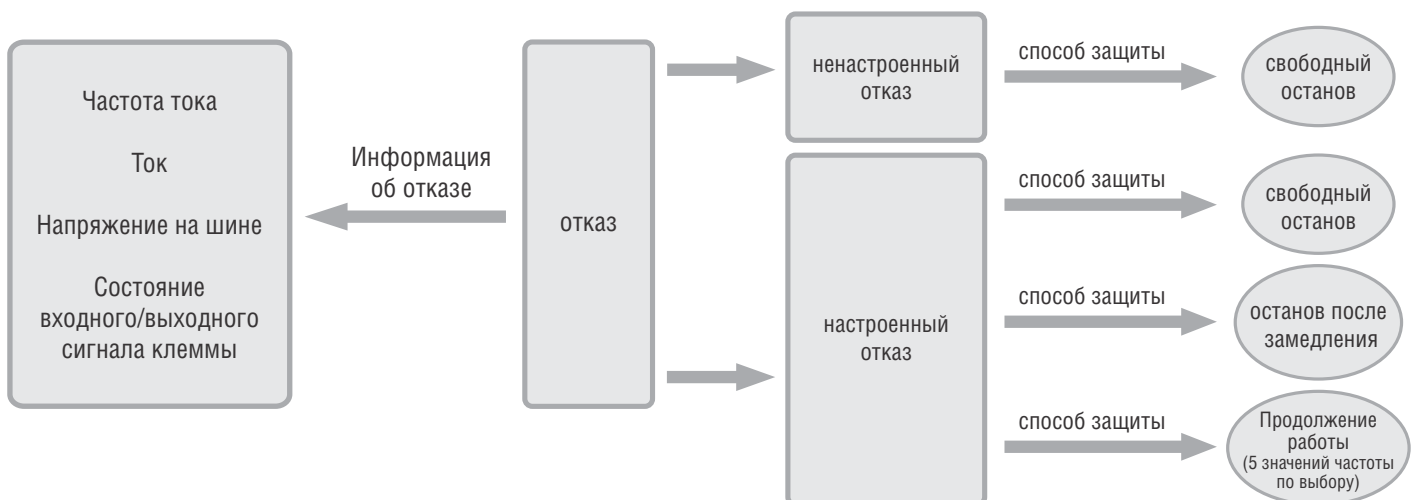 Частота тока
Ток
Напряжение на шине
Состояние
входного/выходного
сигнала клеммы
Информация
об отказе
отказ
ненастроенный
отказ
способ защиты
свободный
останов
настроенный
отказ
способ защиты
свободный
останов
способ защиты
останов после
замедления
способ защиты
Продолжение
работы
(5 значений частоты
по выбору)